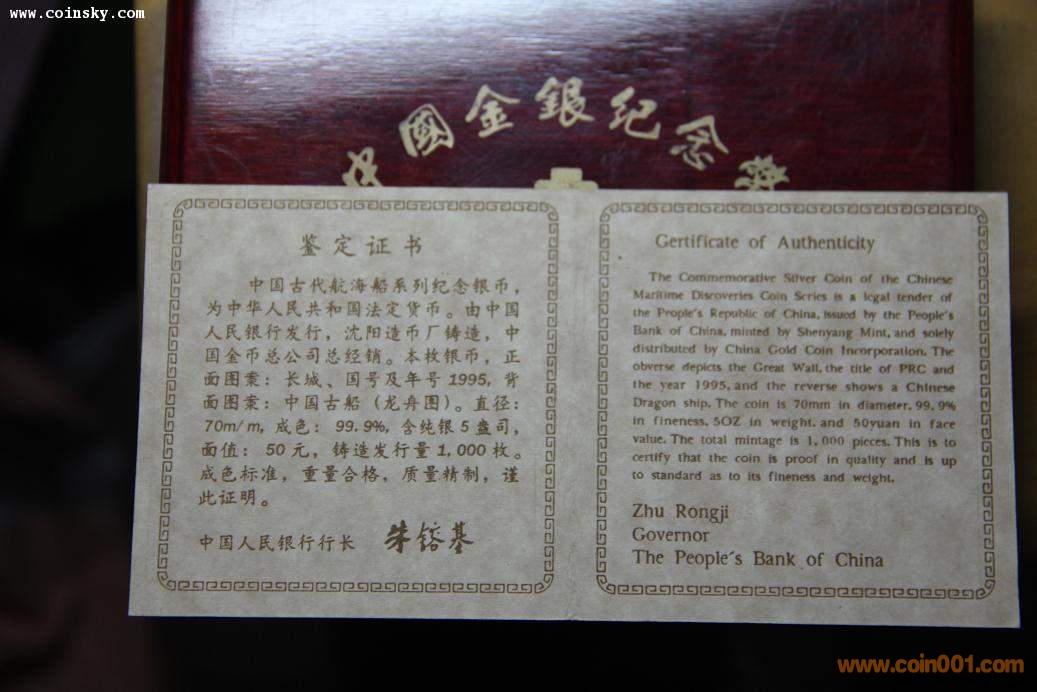 www.coinsky.com
中國金銀紀念
鉴定证书
中国古代航海船系列纪念银币，
为中华人民共和国法定货币。由中国
人民银行发行，沈阳造币厂铸造，中
国金币总公司总经销。本枚银币，正
面图案：长城、国号及年号1995，背
面图案：中国古船（龙舟图）。直径：
70m/m，成色：99.9%，含纯银5盎司，
面值：50元，铸造发行量1,000枚。
成色标准，重量合格，质量精制，谨
此证明。
中国人民银行行长 朱镕基
Certificate of Authenticity
The Commemorative Silver Coin of the Chinese
Maritime Discoveries Coin Series is a legal tender of
the People's Republic of China, issued by the People's
Bank of China, minted by Shenyang Mint, and solely
distributed by China Gold Coin Incorporation. The
obverse depicts the Great Wall, the title of PRC and
the year 1995, and the reverse shows a Chinese
Dragon ship. The coin is 70mm in diameter, 99.9%
in fineness, 5OZ in weight, and 50yuan in face
value. The total mintage is 1,000 pieces. This is to
certify that the coin is proof in quality and is up
to standard as to its fineness and weight.
Zhu Rongji
Governor
The People's Bank of China
www.coin001.com